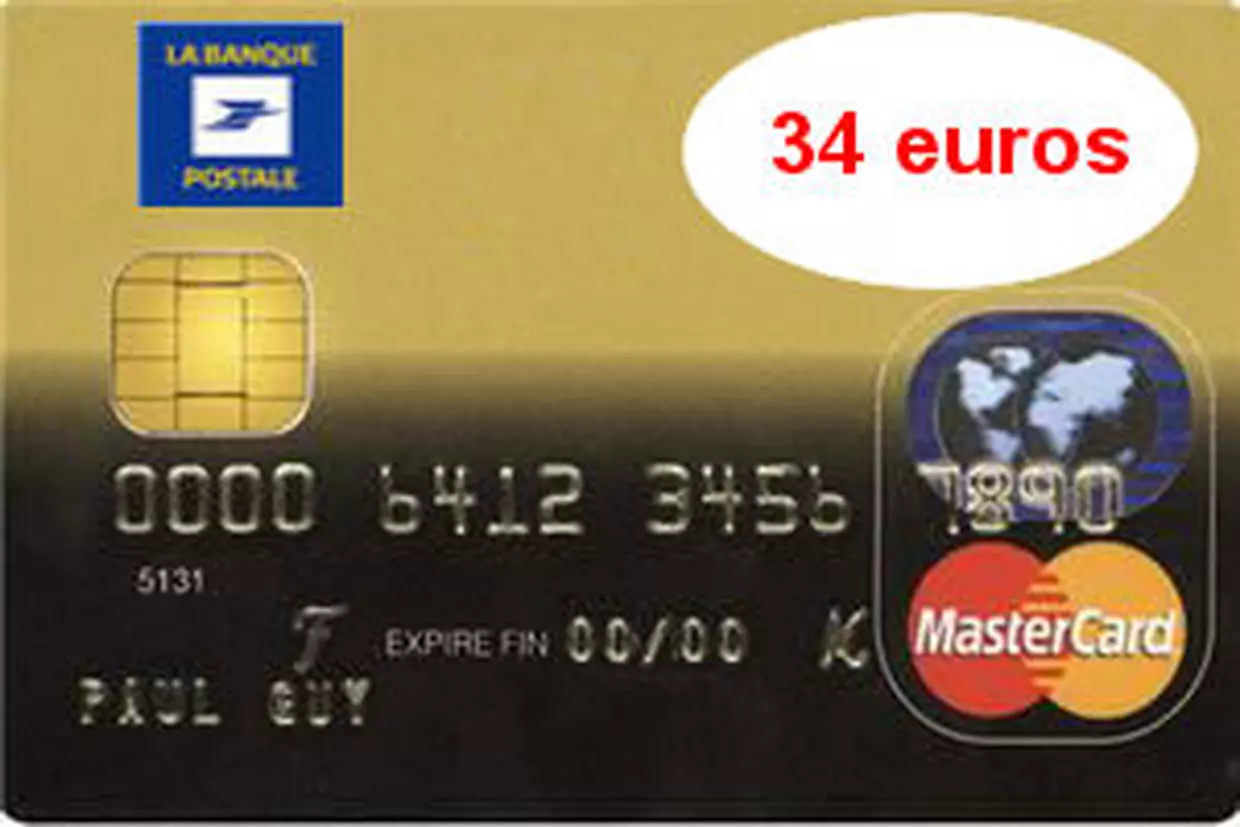 LA BANQUE
POSTALE
34 euros
0000 6412 3456 7890
5131
F EXPIRE FIN 00/00 K
PAUL GUY
MasterCard